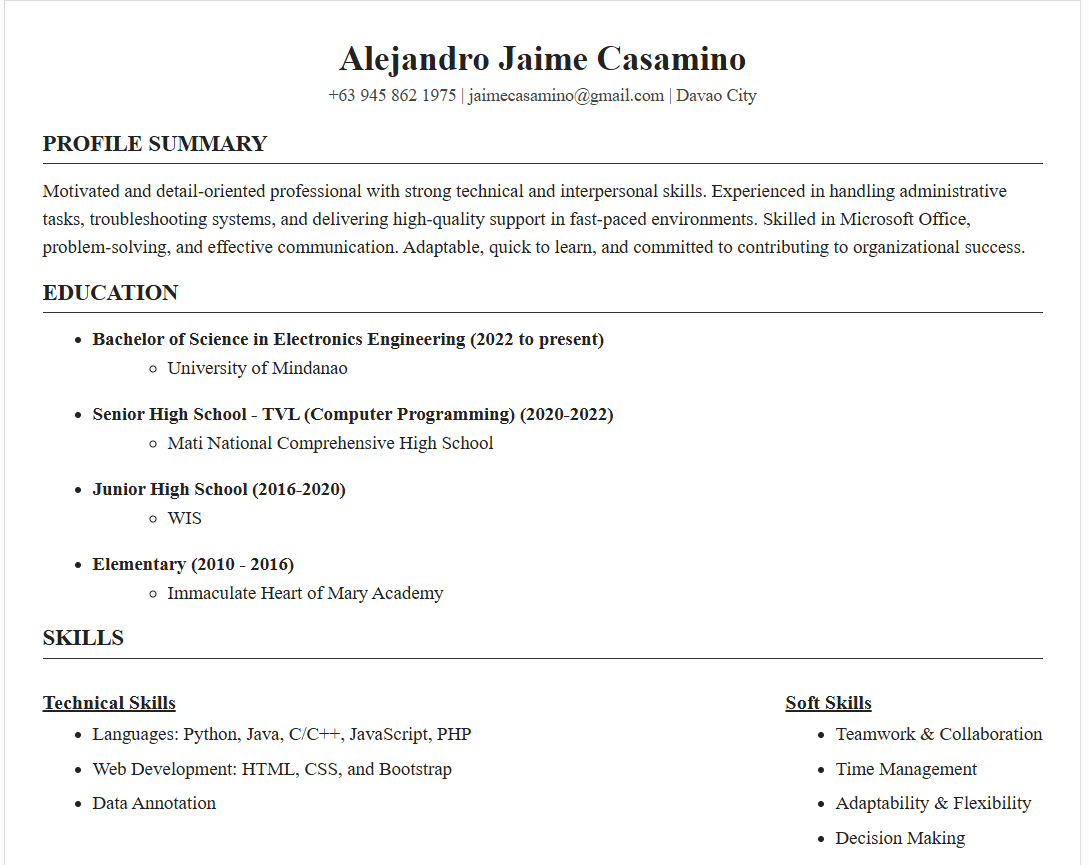 Alejandro Jaime Casamino
+63 945 862 1975 | jaimecasamino@gmail.com | Davao City
PROFILE SUMMARY
Motivated and detail-oriented professional with strong technical and interpersonal skills. Experienced in handling administrative
tasks, troubleshooting systems, and delivering high-quality support in fast-paced environments. Skilled in Microsoft Office,
problem-solving, and effective communication. Adaptable, quick to learn, and committed to contributing to organizational success.
EDUCATION
• Bachelor of Science in Electronics Engineering (2022 to present)
◦ University of Mindanao
• Senior High School - TVL (Computer Programming) (2020-2022)
◦ Mati National Comprehensive High School
• Junior High School (2016-2020)
◦ WIS
• Elementary (2010 - 2016)
◦ Immaculate Heart of Mary Academy
SKILLS
Technical Skills
• Languages: Python, Java, C/C++, JavaScript, PHP
• Web Development: HTML, CSS, and Bootstrap
• Data Annotation
Soft Skills
• Teamwork & Collaboration
• Time Management
• Adaptability & Flexibility
• Decision Making